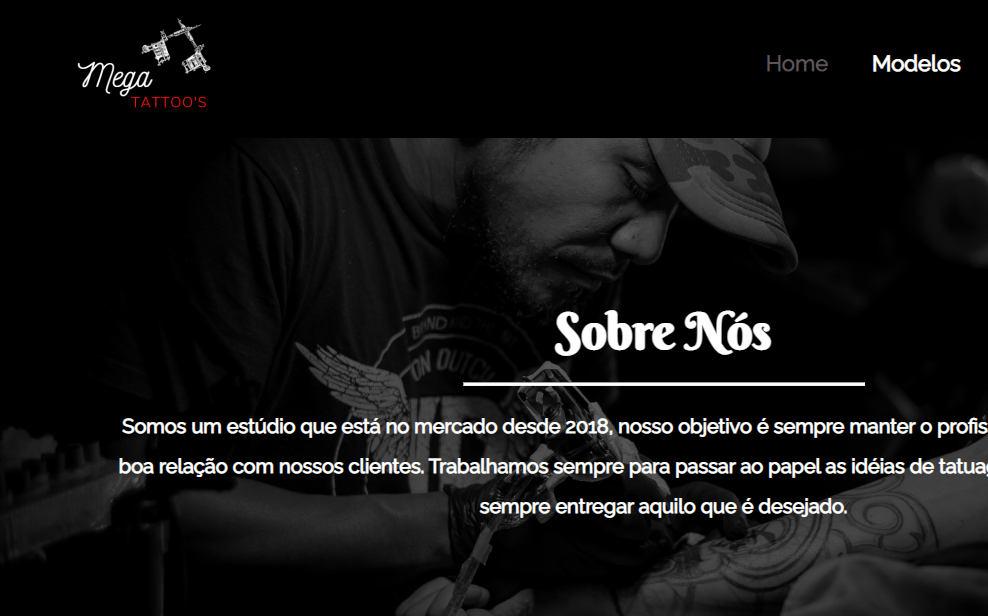 Mega
TATTOO'S
Home Modelos
ON DUTCH
Sobre Nós
Somos um estúdio que está no mercado desde 2018, nosso objetivo é sempre manter o profis
boa relação com nossos clientes. Trabalhamos sempre para passar ao papel as idéias de tatuag
sempre entregar aquilo que é desejado.